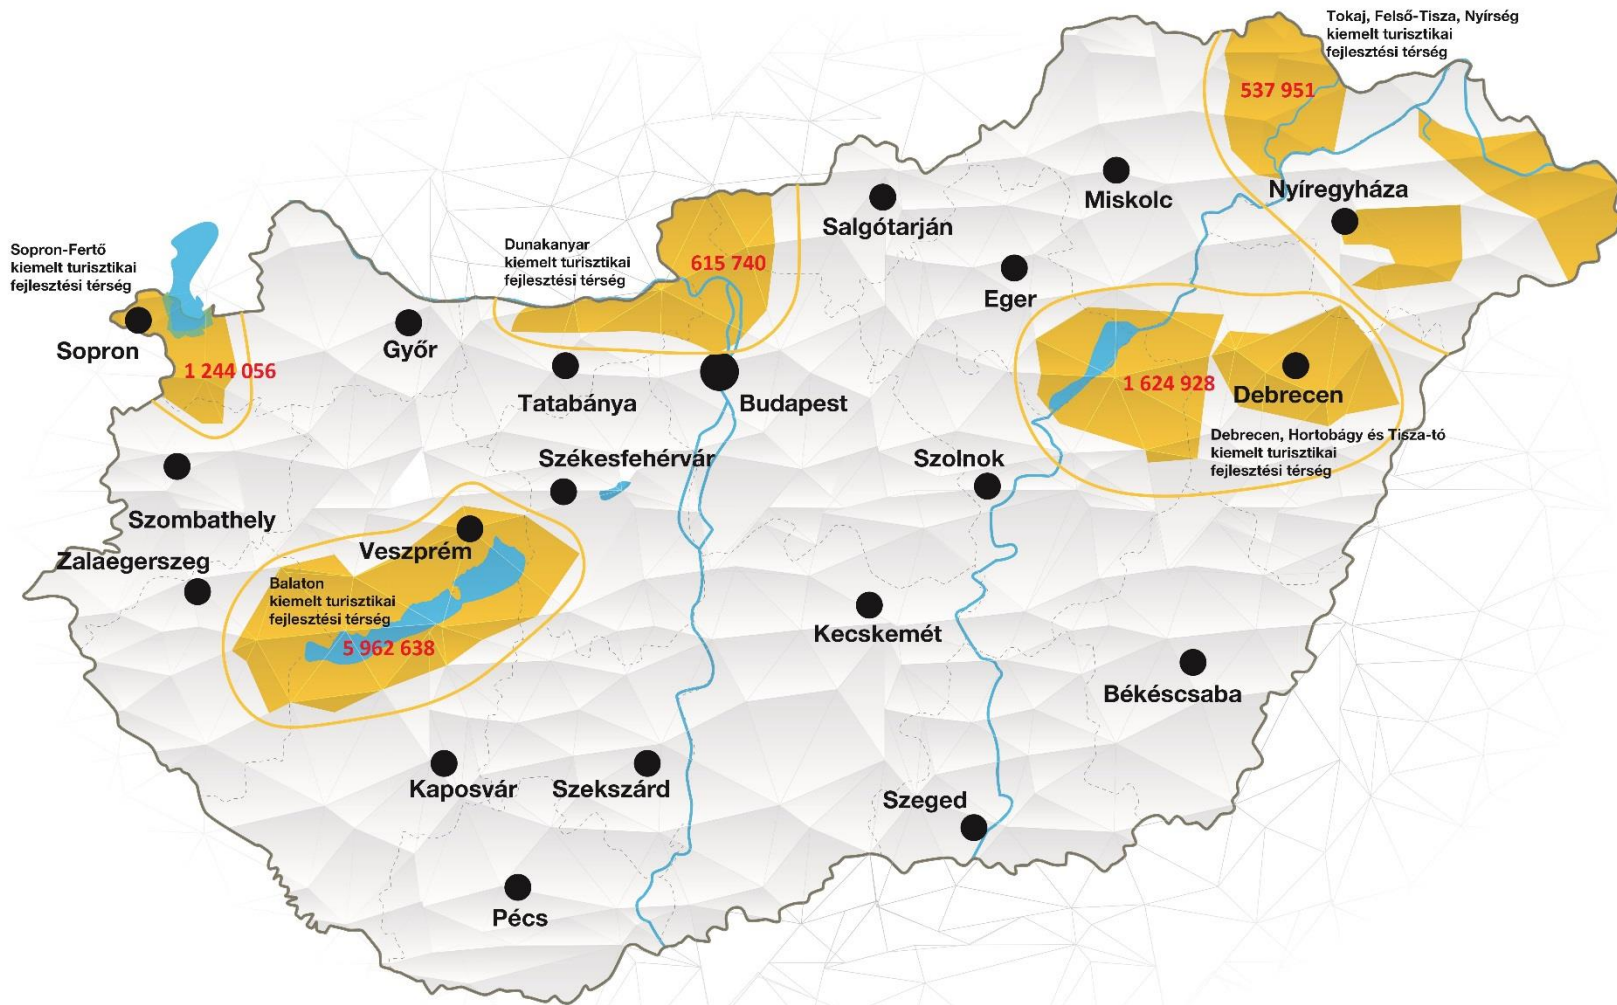 Tokaj, Felső-Tisza, Nyírség
kiemelt turisztikai
fejlesztési térség
537 951
Miskolc
Nyíregyháza
Salgótarján
Sopron-Fertő
kiemelt turisztikai
fejlesztési térség
Dunakanyar
kiemelt turisztikai
fejlesztési térség
615 740
Eger
Sopron
Győr
1 244 056
Tatabánya
Budapest
1 624 928
Debrecen
Debrecen, Hortobágy és Tisza-tó
kiemelt turisztikai
fejlesztési térség
Székesfehérvár
Szolnok
Szombathely
Veszprém
Zalaegerszeg
Balaton
kiemelt turisztikai
fejlesztési térség
5 962 638
Kecskemét
Békéscsaba
Kaposvár
Szekszárd
Szeged
Pécs